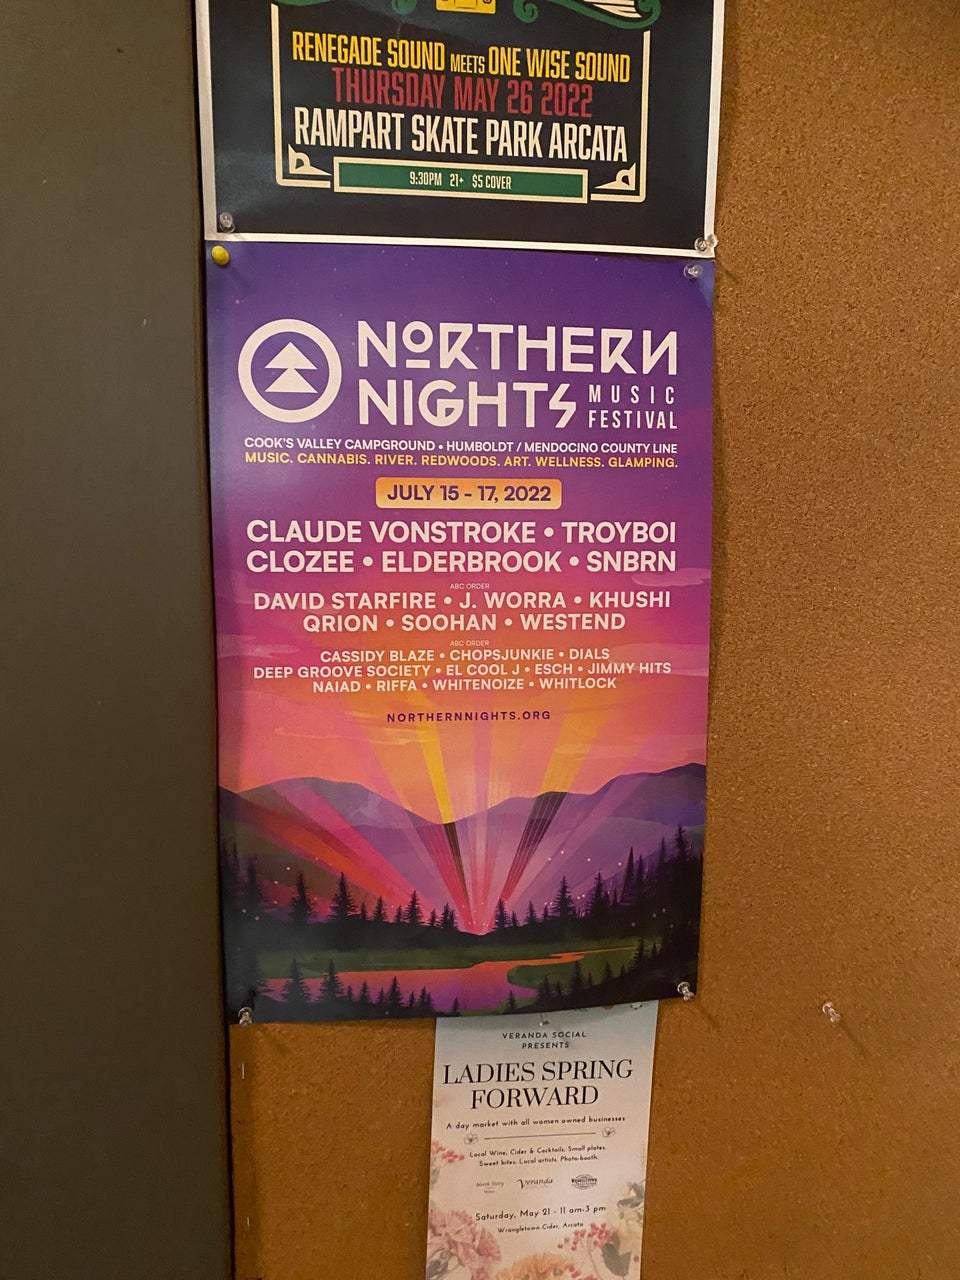 RENEGADE SOUND MEETS ONE WISE SOUND
THURSDAY MAY 26 2022
RAMPART SKATE PARK ARCATA
9:30PM 21+ $5 COVER
NORTHERN
NIGHTS MUSIC FESTIVAL
COOK'S VALLEY CAMPGROUND • HUMBOLDT / MENDOCINO COUNTY LINE
MUSIC. CANNABIS. RIVER. REDWOODS. ART. WELLNESS. GLAMPING.
JULY 15 - 17, 2022
CLAUDE VONSTROKE • TROYBOI
CLOZEE • ELDERBROOK • SNBRN
ABC ORDER
DAVID STARFIRE • J. WORRA • KHUSHI
QRION • SOOHAN • WESTEND
ABC ORDER
CASSIDY BLAZE • CHOPSJUNKIE • DIALS
DEEP GROOVE SOCIETY • EL COOL J • ESCH • JIMMY HITS
NAIAD • RIFFA • WHITENOIZE • WHITLOCK
NORTHERNNIGHTS.ORG
VERANDA SOCIAL
PRESENTS
LADIES SPRING
FORWARD
A day market with all women owned businesses
Local Wine, Cider & Cocktails. Small plates.
Sweet bites. Local artists. Photo-booth.
North Story Veranda
Saturday, May 21 - 11 am-3 pm
Wrangletown Cider, Arcata